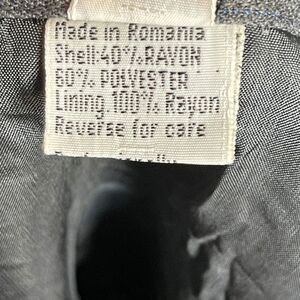 Made in Romania
Shell:40%RAYON
60% POLYESTER
Lining 100% Rayon
Reverse for care